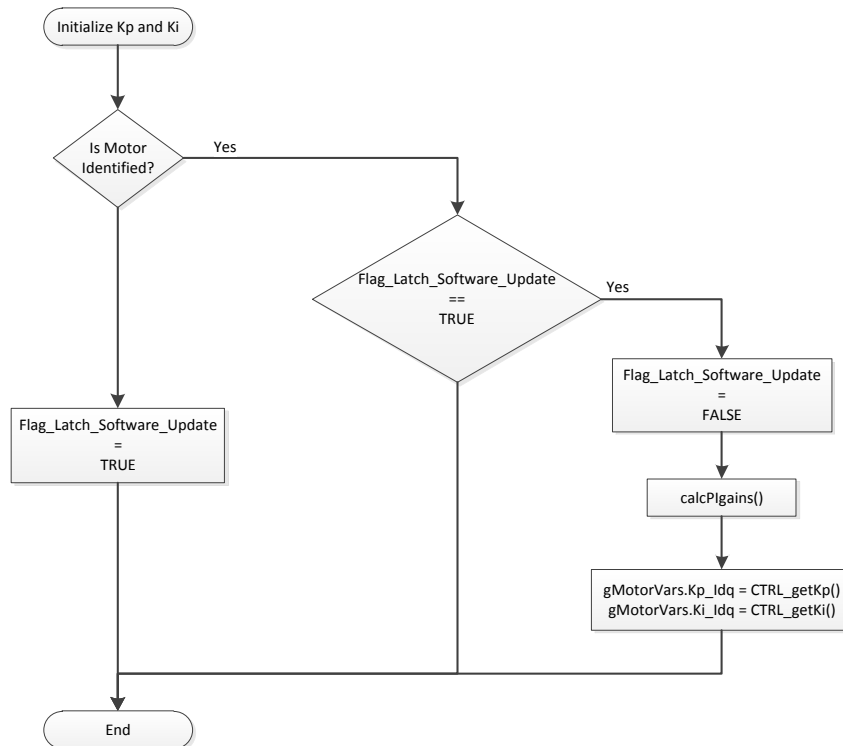 Initialize Kp and Ki
Is Motor
Identified?
Yes
Flag_Latch_Software_Update
==
TRUE
Yes
Flag_Latch_Software_Update
=
FALSE
Flag_Latch_Software_Update
=
TRUE
calcPIgains()
gMotorVars.Kp_Idq = CTRL_getKp()
gMotorVars.Ki_Idq = CTRL_getKi()
End